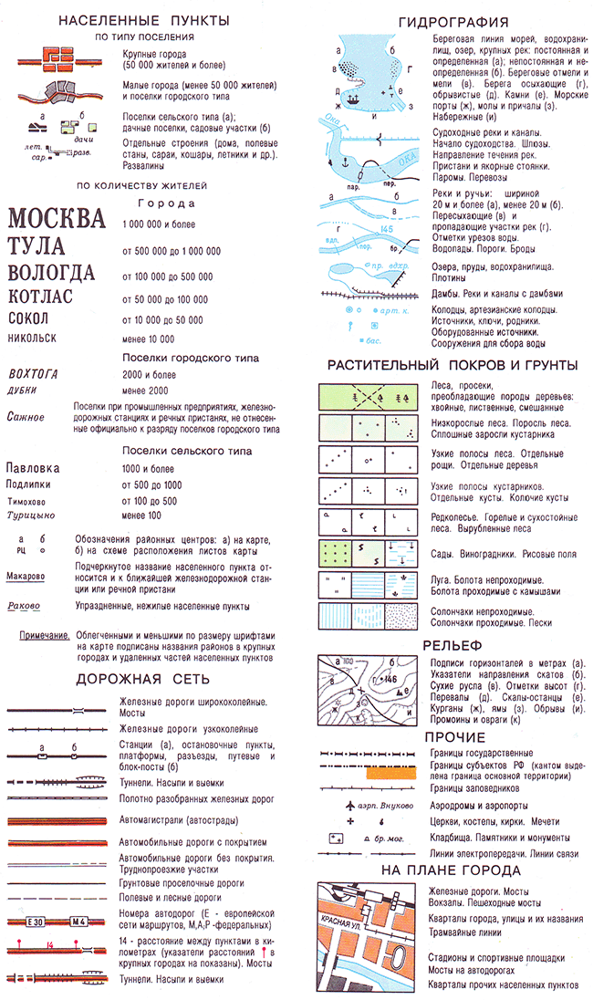 НАСЕЛЕННЫЕ ПУНКТЫ
ПО ТИПУ ПОСЕЛЕНИЯ
Крупные города
(50 000 жителей и более)
Малые города (менее 50 000 жителей)
и поселки городского типа
а б
дачи
Поселки сельского типа (а);
дачные поселки, садовые участки (б)
лет.
сар.
разв.
Отдельные строения (дома, полевые
станы, сараи, кошары, летники и др.).
Развалины
ПО КОЛИЧЕСТВУ ЖИТЕЛЕЙ
Города
МОСКВА 1 000 000 и более
ТУЛА от 500 000 до 1 000 000
ВОЛОГДА от 100 000 до 500 000
КОТЛАС от 50 000 до 100 000
СОКОЛ от 10 000 до 50 000
НИКОЛЬСК менее 10 000
Поселки городского типа
ВОХТОГА 2000 и более
ДУБКИ менее 2000
Сажное
Поселки при промышленных предприятиях, железно-
дорожных станциях и речных пристанях, не отнесен-
ные официально к разряду поселков городского типа
Поселки сельского типа
Павловка 1000 и более
Подлипки от 500 до 1000
Тимохово от 100 до 500
Турицыно менее 100
а б
РЦ
Обозначения районных центров: а) на карте,
б) на схеме расположения листов карты
Макарово
Подчеркнутое название населенного пункта от-
носится и к ближайшей железнодорожной стан-
ции или речной пристани
Раково Упраздненные, нежилые населенные пункты
Примечание. Облегченными и меньшими по размеру шрифтами
на карте подписаны названия районов в крупных
городах и удаленных частей населенных пунктов
ДОРОЖНАЯ СЕТЬ
Железные дороги ширококолейные.
Мосты
Железные дороги узкоколейные
а б
Станции (а), остановочные пункты,
платформы, разъезды, путевые и
блок-посты (б)
Туннели. Насыпи и выемки
Полотно разобранных железных дорог
Автомагистрали (автострады)
Автомобильные дороги с покрытием
Автомобильные дороги без покрытия.
Труднопроезжие участки
Грунтовые проселочные дороги
Полевые и лесные дороги
E 30 M 4
Номера автодорог (Е - европейской
сети маршрутов, М,А,Р -федеральных)
14
14 - расстояние между пунктами в ки-
лометрах (указатели расстояний
в крупных городах на показаны). Мосты
Туннели. Насыпи и выемки
ГИДРОГРАФИЯ
а б
в г
д е
ж з
и
Береговая линия морей, водохрани-
лищ, озер, крупных рек: постоянная и
определенная (а); непостоянная и не-
определенная (б). Береговые отмели и
мели (в). Берега осыхающие (г),
обрывистые (д). Камни (е). Морские
порты (ж), молы и причалы (з).
Набережные (и)
Ока
ОКА
пар. пер.
Судоходные реки и каналы.
Начало судоходства. Шлюзы.
Направление течения рек.
Пристани и якорные стоянки.
Паромы. Перевозы
а б
в
г 145
вдп. пор. бр
Реки и ручьи: шириной
20 м и более (а), менее 20 м (б).
Пересыхающие (в) и
пропадающие участки рек (г).
Отметки урезов воды.
Водопады. Пороги. Броды
пр. вдхр.
Озера, пруды, водохранилища.
Плотины
Дамбы. Реки и каналы с дамбами
арт. к.
бас.
Колодцы, артезианские колодцы.
Источники, ключи, родники.
Оборудованные источники.
Сооружения для сбора воды
РАСТИТЕЛЬНЫЙ ПОКРОВ И ГРУНТЫ
Леса, просеки,
преобладающие породы деревьев:
хвойные, лиственные, смешанные
Низкорослые леса. Поросль леса.
Сплошные заросли кустарника
Узкие полосы леса. Отдельные
рощи. Отдельные деревья
Узкие полосы кустарников.
Отдельные кусты. Колючие кусты
Редколесье. Горелые и сухостойные
леса. Вырубленные леса
Сады. Виноградники. Рисовые поля
Луга. Болота непроходимые.
Болота проходимые с камышами
Солончаки непроходимые.
Солончаки проходимые. Пески
РЕЛЬЕФ
а 100 б
в г 146
д е
ж з и
к
Подписи горизонталей в метрах (а).
Указатели направления скатов (б).
Сухие русла (в). Отметки высот (г).
Перевалы (д). Скалы-останцы (е).
Курганы (ж), ямы (з). Обрывы (и).
Промоины и овраги (к)
ПРОЧИЕ
Границы государственные
Границы субъектов РФ (кантом выде-
лена граница основной территории)
Границы заповедников
аэрп. Внуково Аэродромы и аэропорты
Церкви, костелы, кирки. Мечети
бр. мог. Кладбища. Памятники и монументы
Линии электропередачи. Линии связи
НА ПЛАНЕ ГОРОДА
КРАСНАЯ УЛ.
Железные дороги. Мосты
Вокзалы. Пешеходные мосты
Кварталы города, улицы и их названия
Трамвайные линии
Стадионы и спортивные площадки
Мосты на автодорогах
Кварталы прочих населенных пунктов